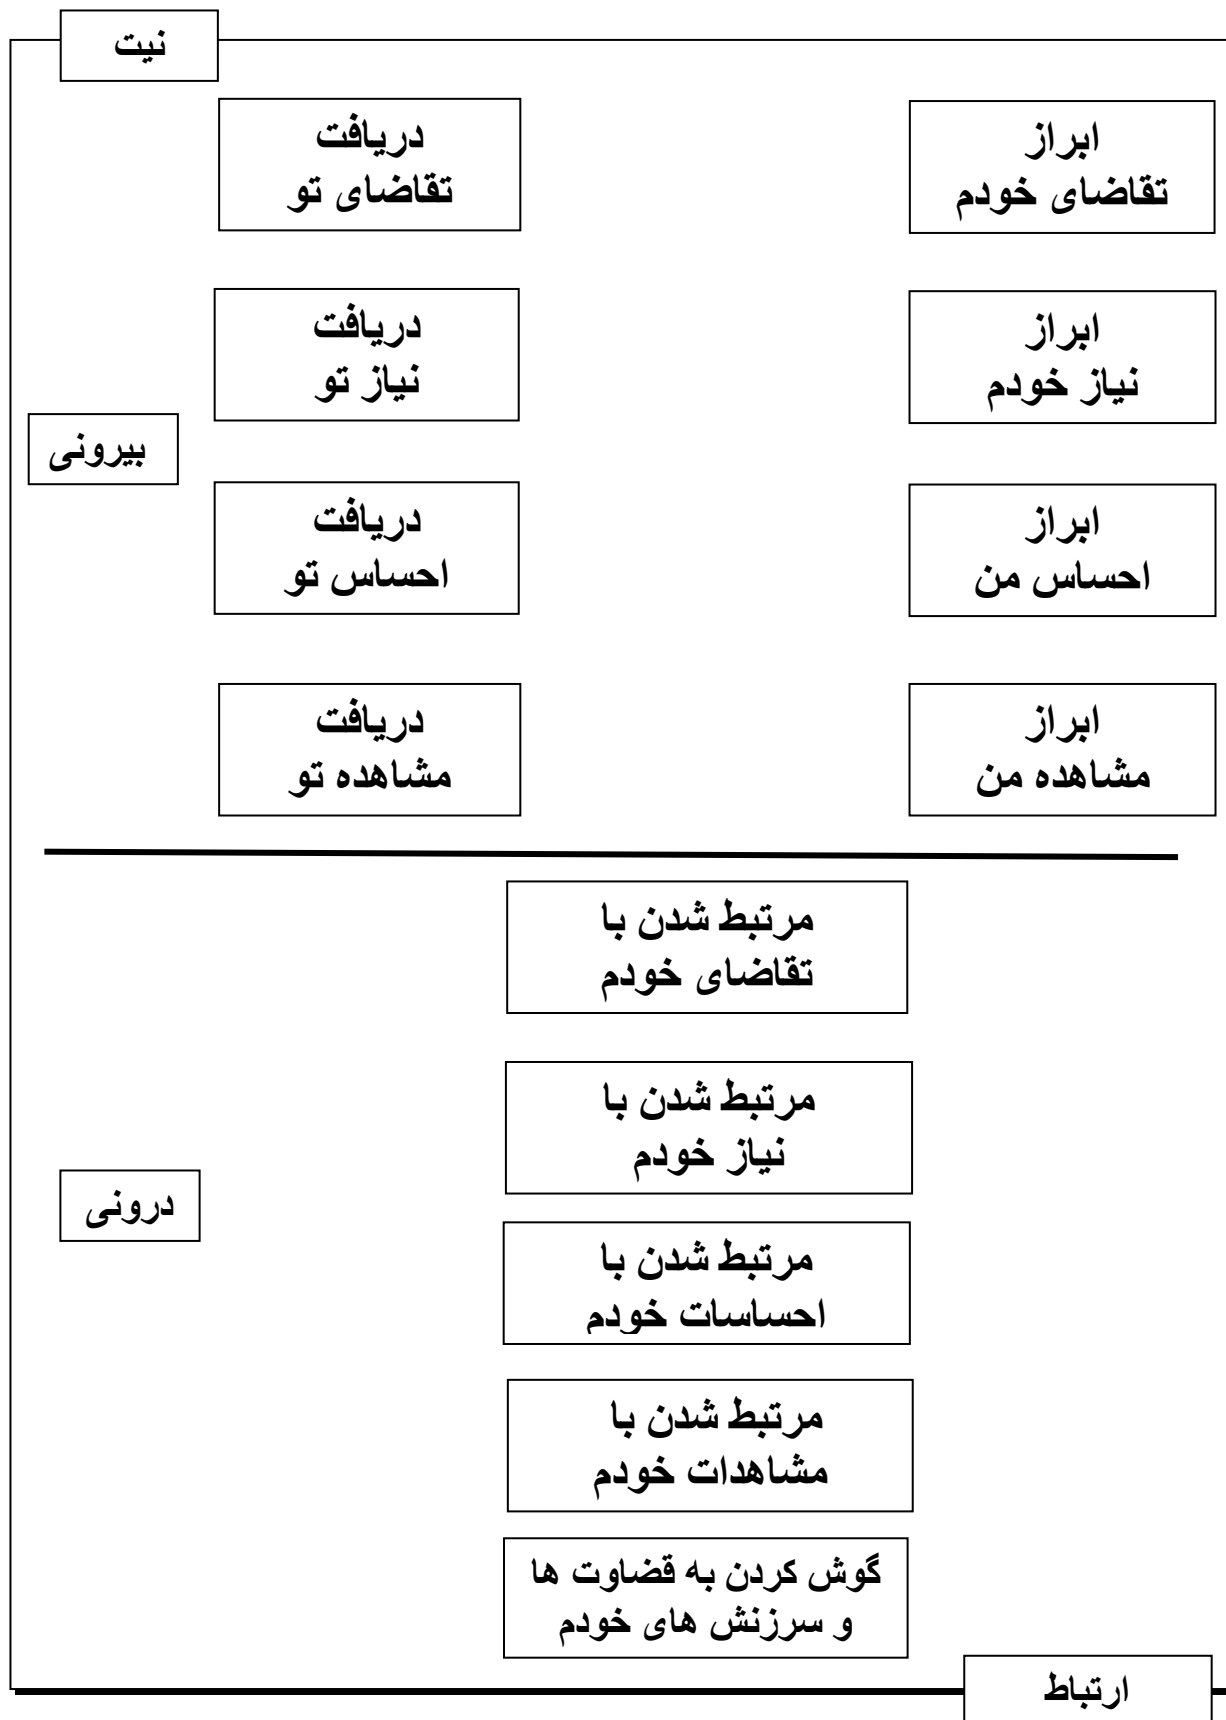 نیت
ابراز
تقاضای خودم
دریافت
تقاضای تو
ابراز
نیاز خودم
دریافت
نیاز تو
بیرونی
ابراز
احساس من
دریافت
احساس تو
ابراز
مشاهده من
دریافت
مشاهده تو
مرتبط شدن با
تقاضای خودم
مرتبط شدن با
نیاز خودم
درونی
مرتبط شدن با
احساسات خودم
مرتبط شدن با
مشاهدات خودم
گوش کردن به قضاوت ها
و سرزنش های خودم
ارتباط